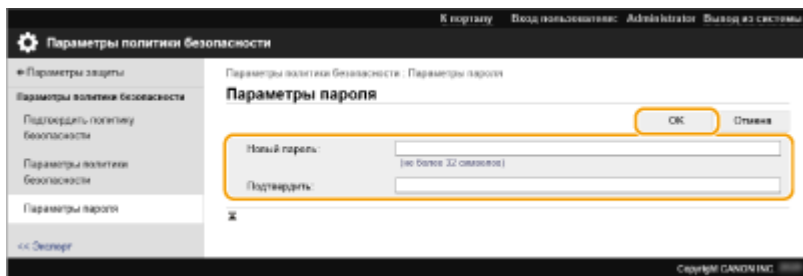 К порталу Вход пользователем: Administrator Выход из системы
Параметры политики безопасности
Параметры защиты
Параметры политики безопасности : Параметры пароля
Параметры политики безопасности
Параметры пароля
Подтвердить политику
безопасности
OK
Отмена
Параметры политики
безопасности
Новый пароль:
(не более 32 символов)
Подтвердить:
Параметры пароля
<< Экспорт
Copyright CANON INC.